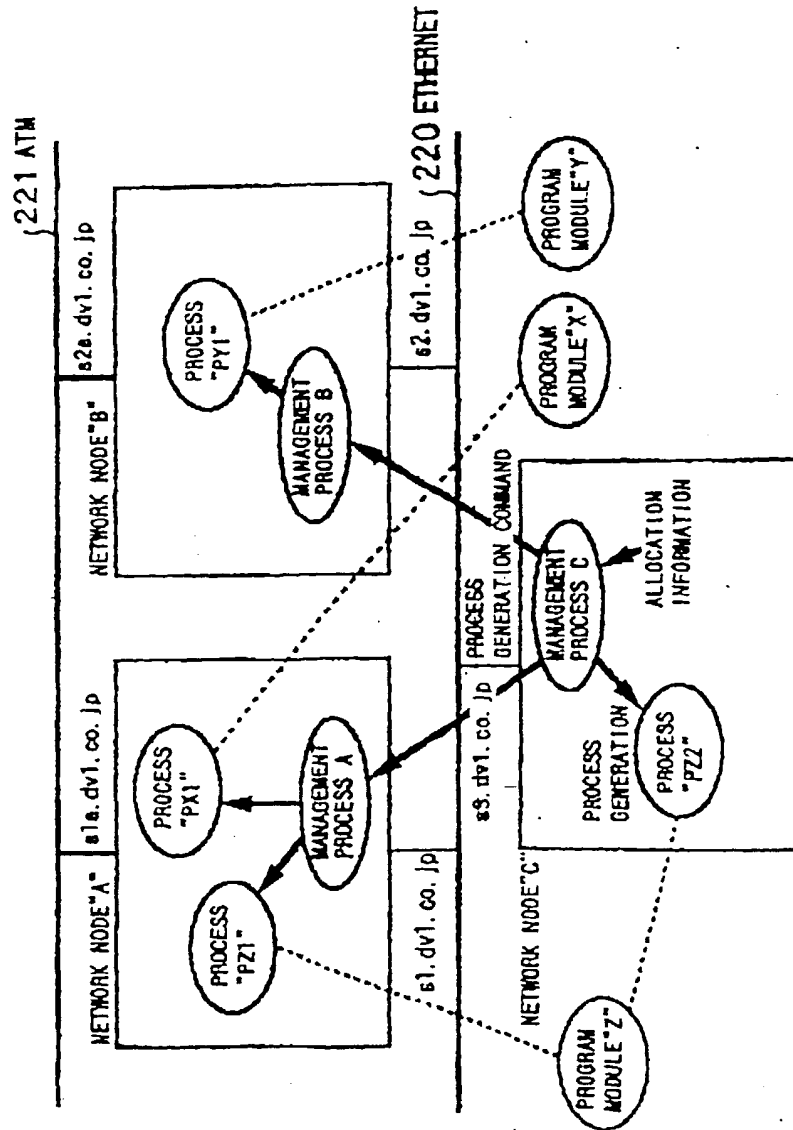 221 ATM
NETWORK NODE"A"
s1a.dv1.co.jp
NETWORK NODE"B"
s2a.dv1.co.jp
PROCESS
"PZ1"
PROCESS
"PX1"
MANAGEMENT
PROCESS A
PROCESS
"PY1"
MANAGEMENT
PROCESS B
s1.dv1.co.jp
s2.dv1.co.jp
220 ETHERNET
NETWORK NODE"C"
s3.dv1.co.jp
PROCESS
GENERATION COMMAND
MANAGEMENT
PROCESS C
PROCESS
GENERATION
PROCESS
"PZ2"
ALLOCATION
INFORMATION
PROGRAM
MODULE"Z"
PROGRAM
MODULE"X"
PROGRAM
MODULE"Y"